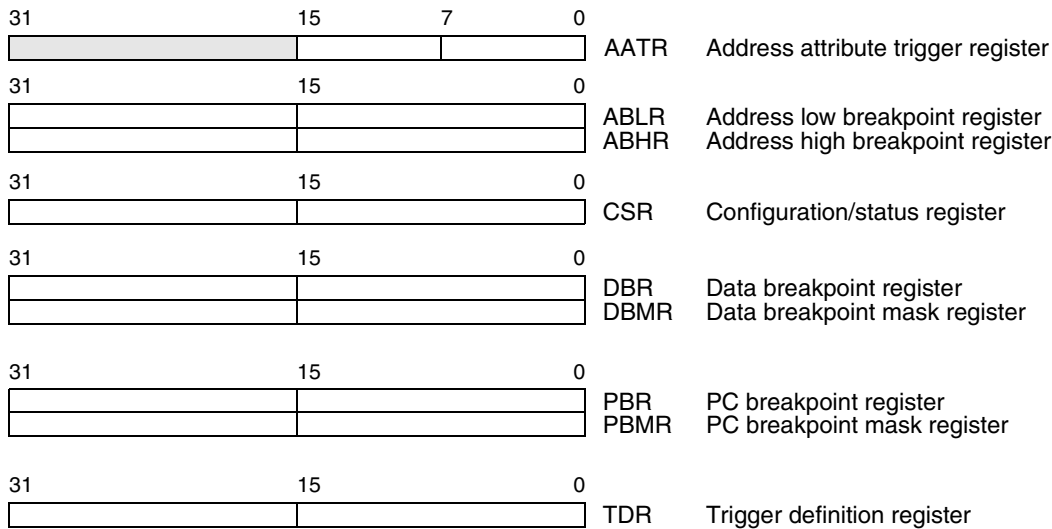 31 15 7 0
AATR Address attribute trigger register
31 15 0
ABLR Address low breakpoint register
ABHR Address high breakpoint register
31 15 0
CSR Configuration/status register
31 15 0
DBR Data breakpoint register
DBMR Data breakpoint mask register
31 15 0
PBR PC breakpoint register
PBMR PC breakpoint mask register
31 15 0
TDR Trigger definition register